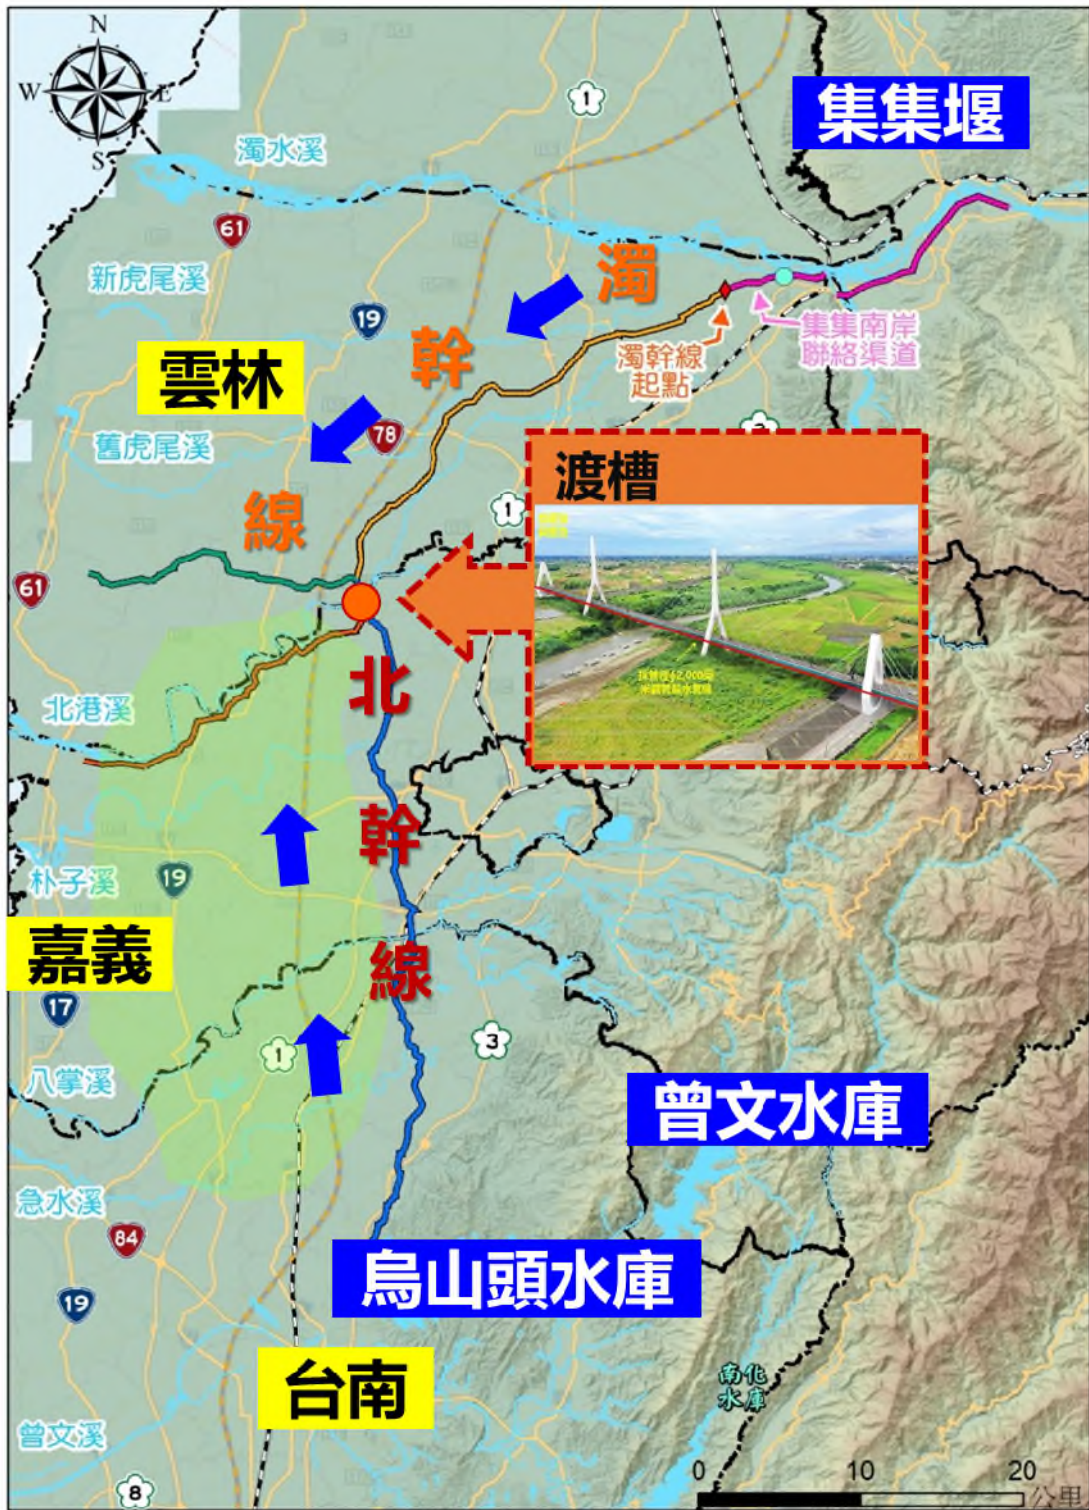 N
W
E
S
集集堰
1
濁水溪
61
濁
新虎尾溪
19
幹
集集南岸
聯絡渠道
濁幹線
起點
雲林
78
舊虎尾溪
渡槽
線
1
61
北
北港溪
幹
19
朴子溪
嘉義
線
17
1
3
八掌溪
曾文水庫
急水溪
84
烏山頭水庫
19
台南
南化
水庫
曾文溪
8
0
10
20
公里